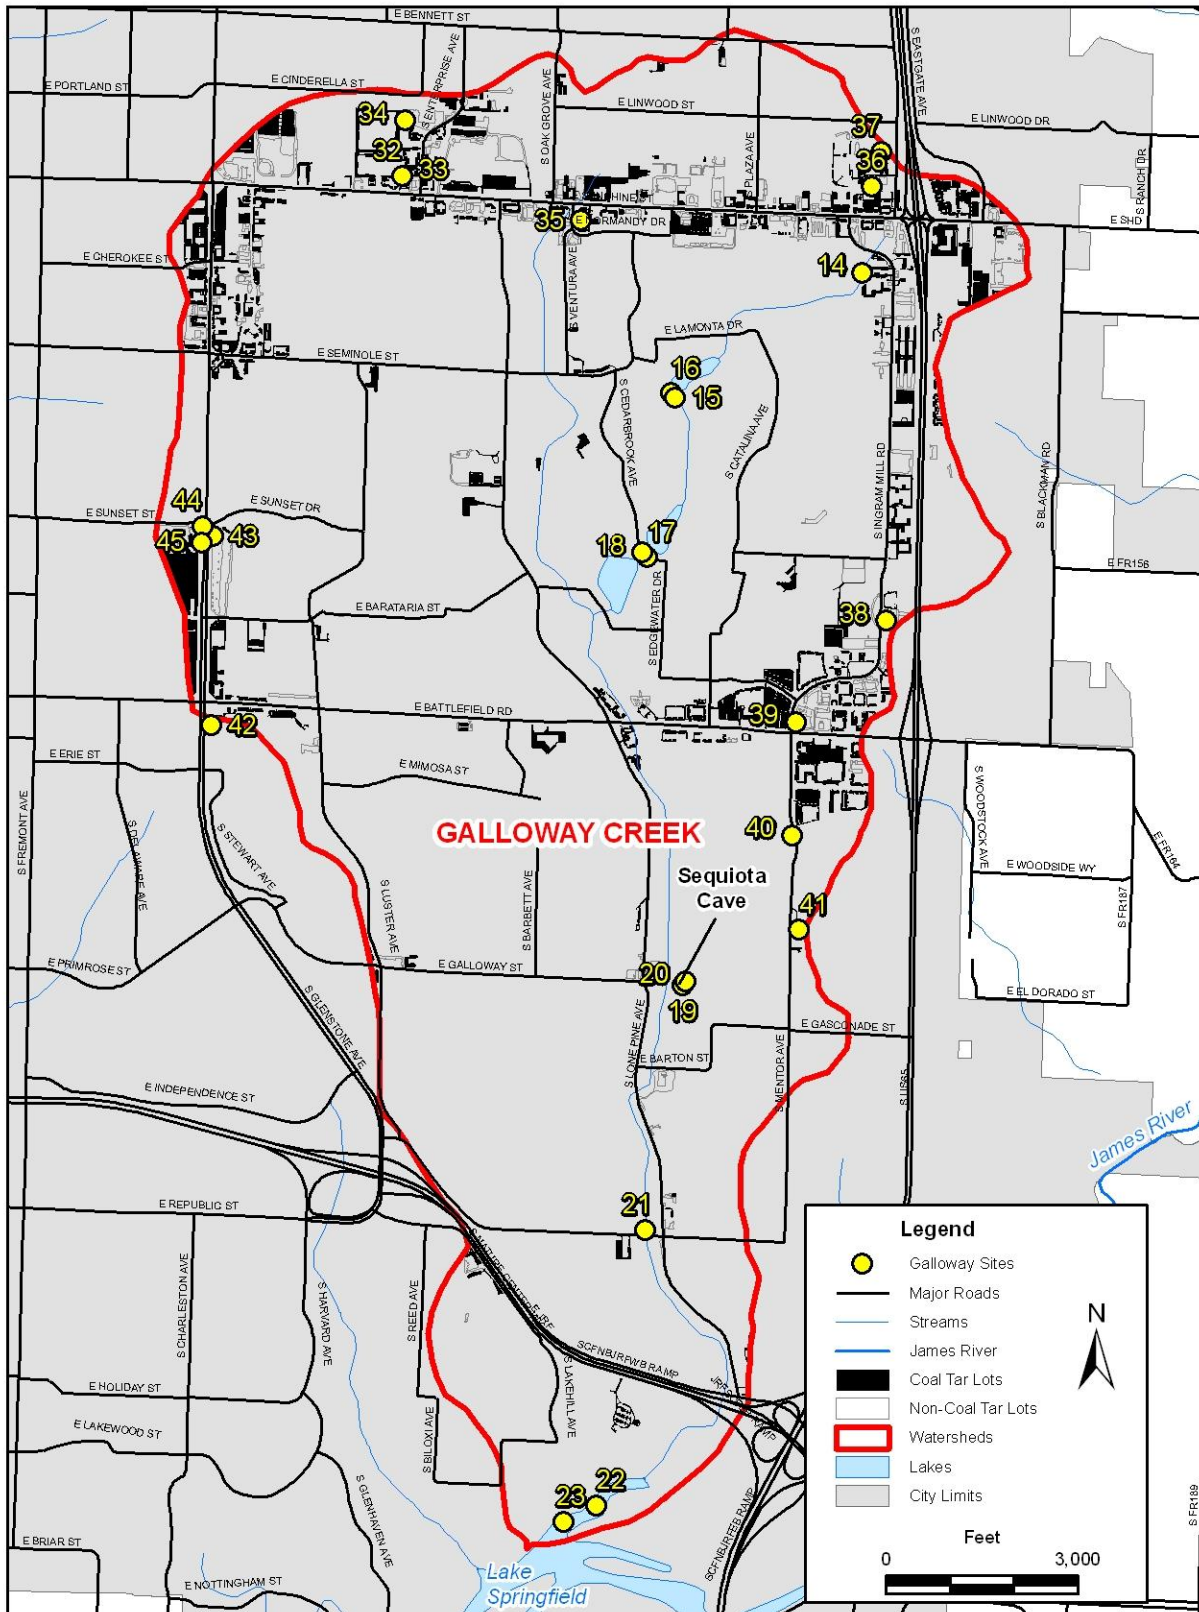 E BENNETT ST
S EASTGATE AVE
S ENTERPRISE AVE
E PORTLAND ST
E CINDERELLA ST
S OAK GROVE AVE
E LINWOOD ST
E LINWOOD DR
34
37
S PLAZA AVE
S RANCH DR
32
33
36
35
E NORMANDY DR
E SHD
E CHEROKEE ST
S VENTURA AVE
14
E LAMONTA DR
E SEMINOLE ST
16
15
S CEDARBROOK AVE
S CATALINA AVE
S INGRAM MILL RD
S BLACKMAN RD
44
E SUNSET ST
E SUNSET DR
45
43
17
18
E FR156
E BARATARIA ST
S EDGEWATER DR
38
E BATTLEFIELD RD
39
42
E ERIE ST
E MIMOSA ST
S WOODSTOCK AVE
S FREMONT AVE
S DELAWARE AVE
S STEWART AVE
GALLOWAY CREEK
40
E FR164
E WOODSIDE WY
Sequiota
Cave
S LUSTER AVE
S BARBETT AVE
41
S FR187
E PRIMROSE ST
E GALLOWAY ST
20
19
E EL DORADO ST
S GLENSTONE AVE
S LONE PINE AVE
E GASCONADE ST
E BARTON ST
S MENTOR AVE
S US65
E INDEPENDENCE ST
James River
E REPUBLIC ST
21
S CHARLESTON AVE
S HARVARD AVE
S REED AVE
SCFNBJRFWB RAMP
S LAKEHILL AVE
E HOLIDAY ST
E LAKEWOOD ST
S BILOXI AVE
S GLENHAVEN AVE
22
23
SCFNBJRFEB RAMP
E BRIAR ST
E NOTTINGHAM ST
Lake
Springfield
S FR189
Legend
Galloway Sites
Major Roads
Streams
James River
Coal Tar Lots
Non-Coal Tar Lots
Watersheds
Lakes
City Limits
N
Feet
0 3,000